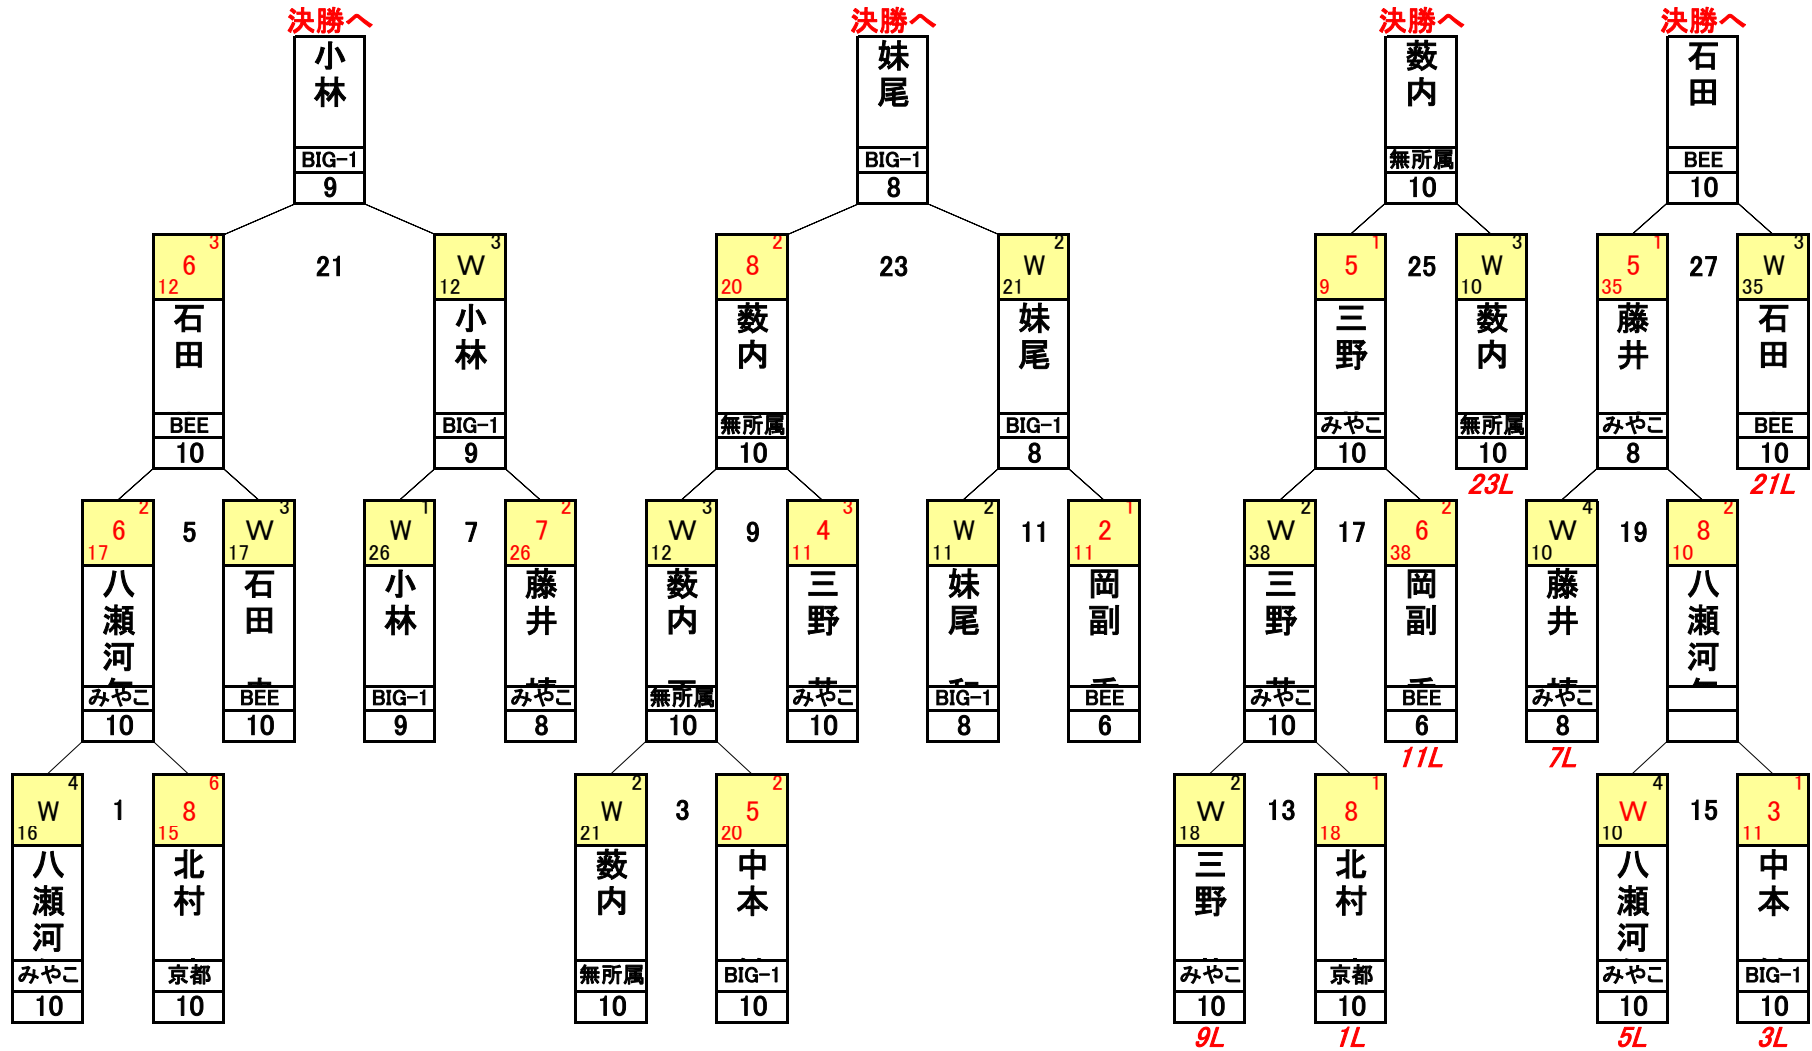 決勝へ 決勝へ 決勝へ 決勝へ
小林 妹尾 薮内 石田
BIG-1 BIG-1 無所属 BEE
9 8 10 10
3 3 2 2 1 3 1 3
6 21 W 8 23 W 5 25 W 5 27 W
12 12 20 21 9 10 35 35
石田 小林 薮内 妹尾 三野 薮内 藤井 石田
BEE BIG-1 無所属 BIG-1 みやこ 無所属 みやこ BEE
10 9 10 8 10 10 8 10
23L 21L
2 3 1 2 3 3 2 1 2 2 4 2
6 5 W W 7 7 W 9 4 W 11 2 W 17 6 W 19 8
17 17 26 26 12 11 11 11 38 38 10 10
八瀬河 石田 小林 藤井 薮内 三野 妹尾 岡副 三野 岡副 藤井 八瀬河
みやこ BEE BIG-1 みやこ 無所属 みやこ BIG-1 BEE みやこ BEE みやこ
10 10 9 8 10 10 8 6 10 6 8
11L 7L
4 6 2 2 2 1 4 1
W 1 8 W 3 5 W 13 8 W 15 3
16 15 21 20 18 18 10 11
八瀬河 北村 薮内 中本 三野 北村 八瀬河 中本
みやこ 京都 無所属 BIG-1 みやこ 京都 みやこ BIG-1
10 10 10 10 10 10 10 10
9L 1L 5L 3L